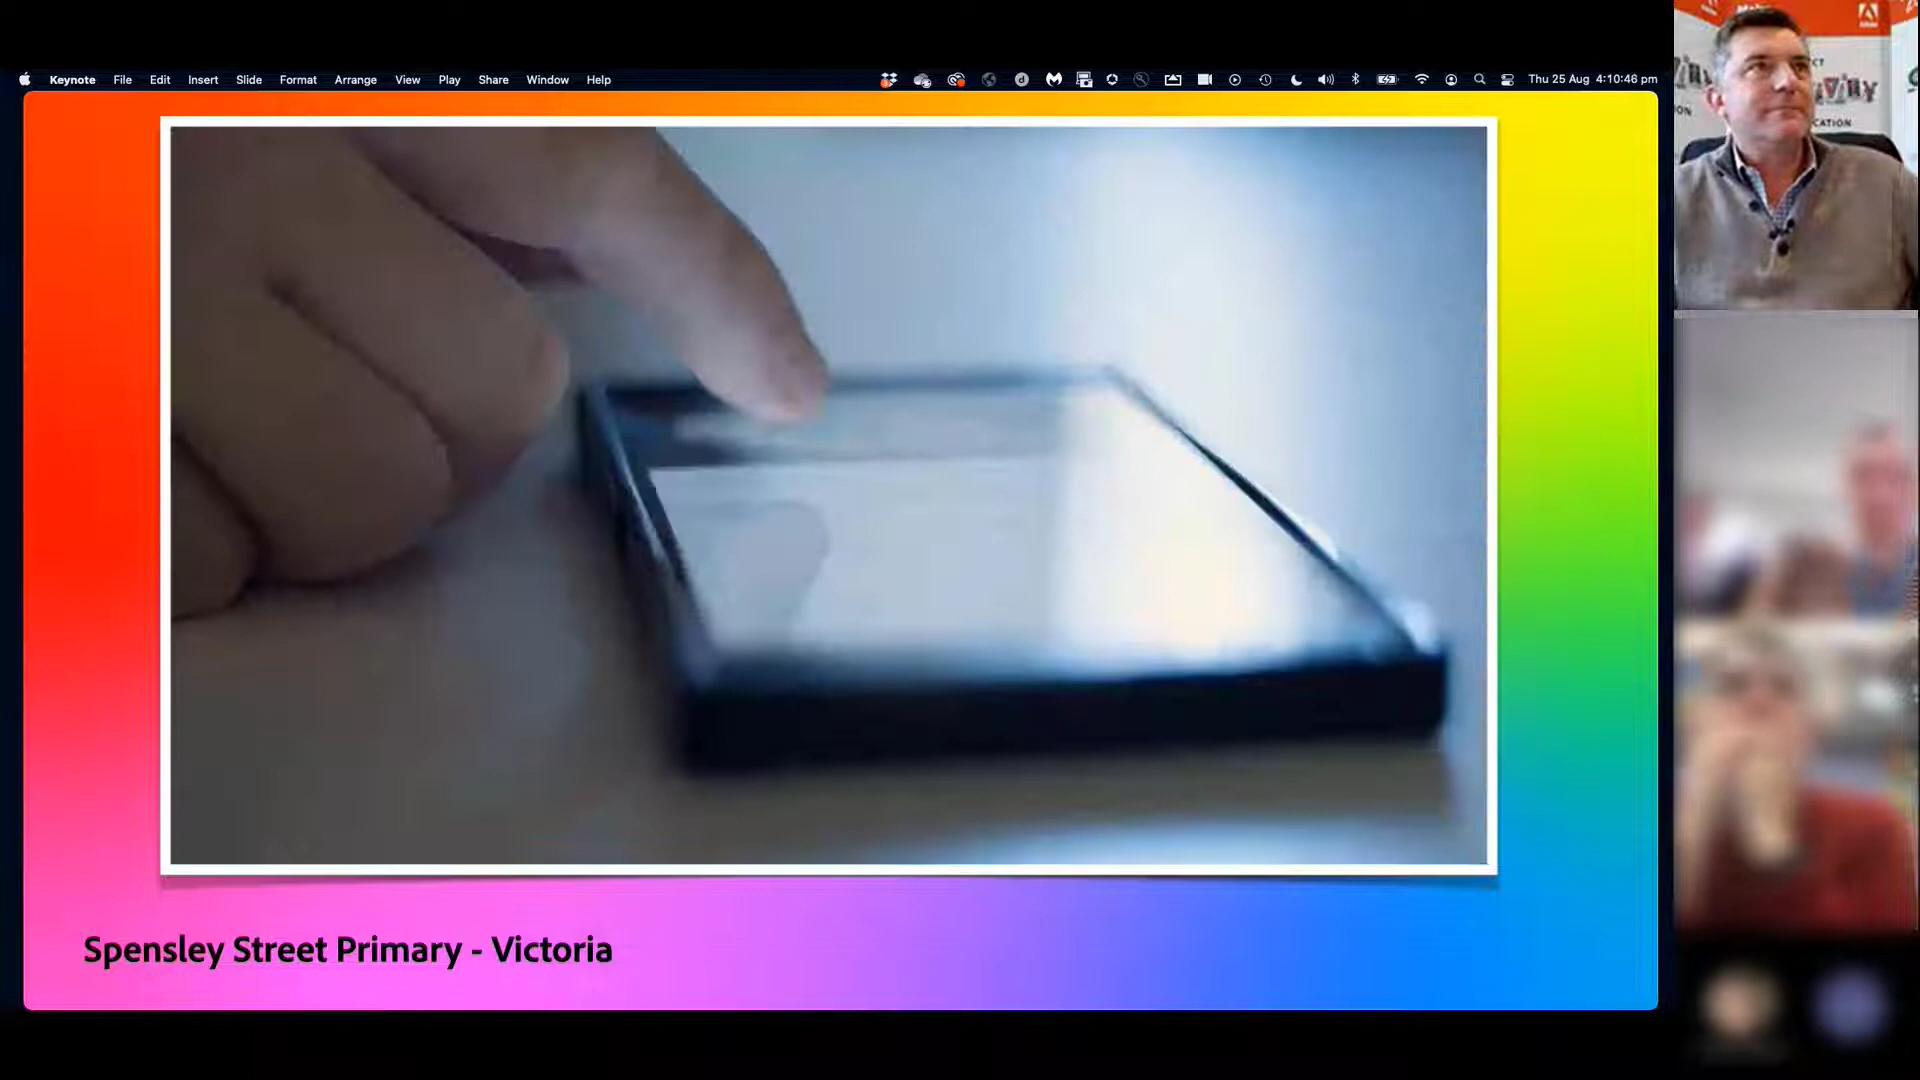 Keynote File Edit Insert Slide Format Arrange View Play Share Window Help Thu 25 Aug 4:10:46 pm
CATION
Spensley Street Primary - Victoria